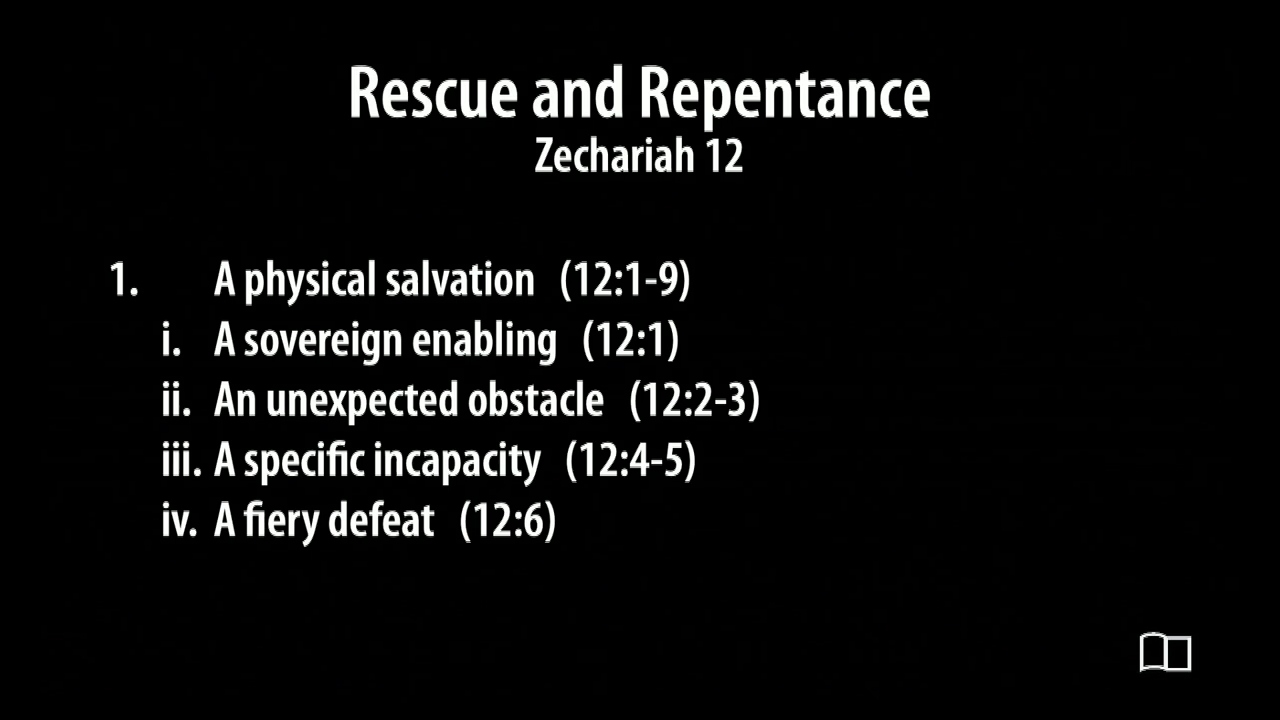 Rescue and Repentance
Zechariah 12
1. A physical salvation (12:1-9)
i. A sovereign enabling (12:1)
ii. An unexpected obstacle (12:2-3)
iii. A specific incapacity (12:4-5)
iv. A fiery defeat (12:6)